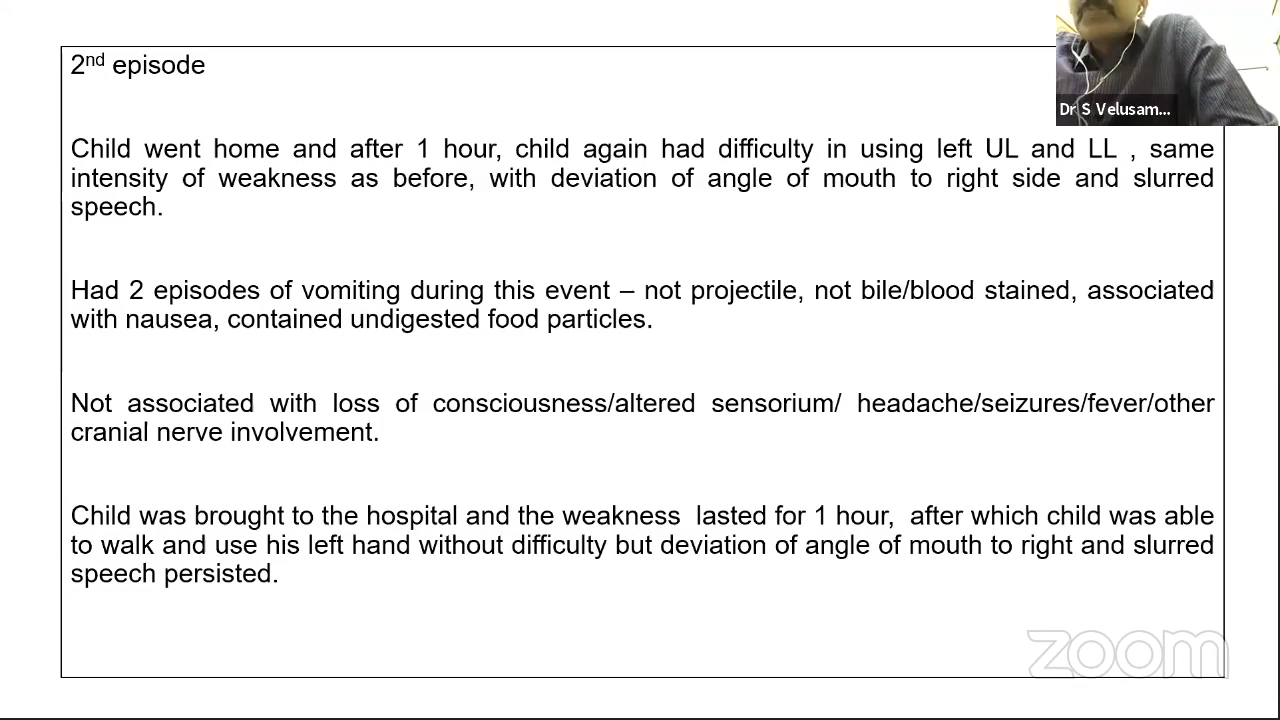 2nd episode
Dr S Velusam...
Child went home and after 1 hour, child again had difficulty in using left UL and LL , same
intensity of weakness as before, with deviation of angle of mouth to right side and slurred
speech.
Had 2 episodes of vomiting during this event – not projectile, not bile/blood stained, associated
with nausea, contained undigested food particles.
Not associated with loss of consciousness/altered sensorium/ headache/seizures/fever/other
cranial nerve involvement.
Child was brought to the hospital and the weakness lasted for 1 hour, after which child was able
to walk and use his left hand without difficulty but deviation of angle of mouth to right and slurred
speech persisted.
zoom